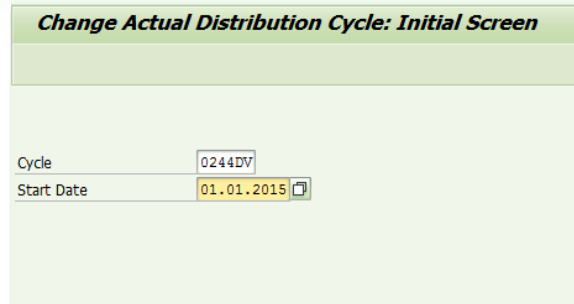 Change Actual Distribution Cycle: Initial Screen
Cycle 0244DV
Start Date 01.01.2015